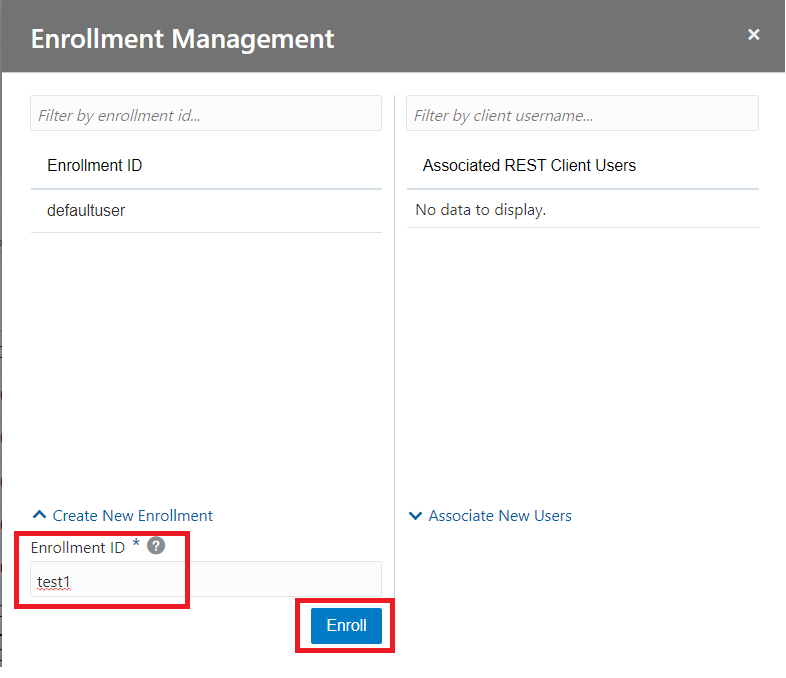 Enrollment Management
×
Filter by enrollment id...
Enrollment ID
defaultuser
Filter by client username...
Associated REST Client Users
No data to display.
Create New Enrollment
Enrollment ID * ?
test1
Enroll
Associate New Users